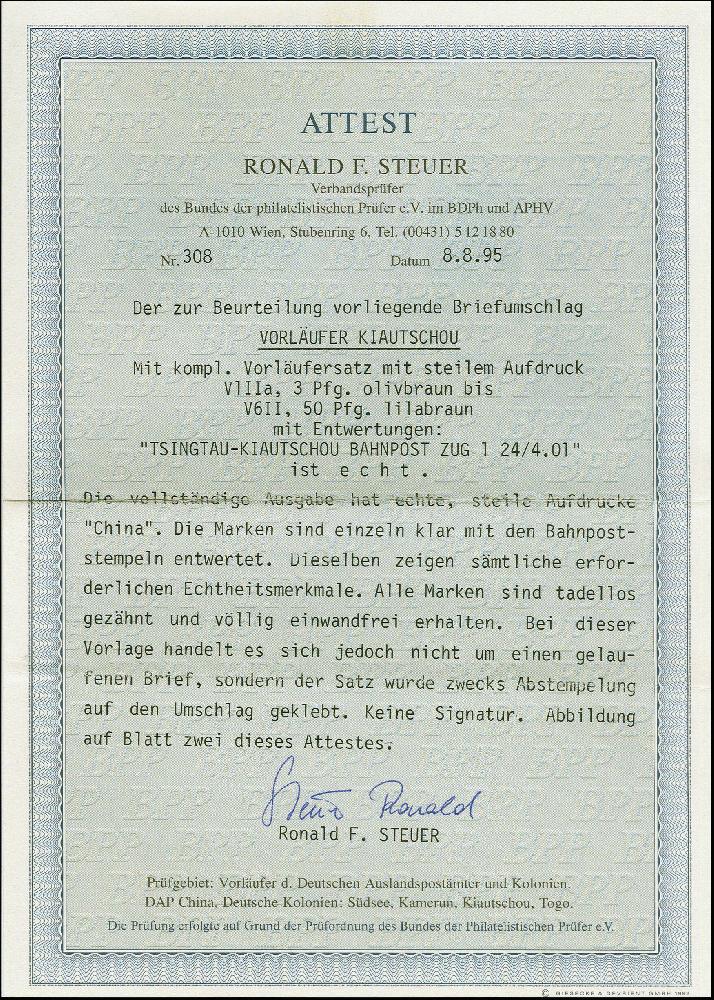 ATTEST
RONALD F. STEUER
Verbandsprüfer
des Bundes der philatelistischen Prüfer e.V. im BDPh und APHV
A-1010 Wien, Stubenring 6, Tel. (00431) 5 12 18 80
Nr. 308 Datum 8.8.95
Der zur Beurteilung vorliegende Briefumschlag
VORLÄUFER KIAUTSCHOU
Mit kompl. Vorläufersatz mit steilem Aufdruck
V1IIa, 3 Pfg. olivbraun bis
V6II, 50 Pfg. lilabraun
mit Entwertungen:
"TSINGTAU-KIAUTSCHOU BAHNPOST ZUG 1 24/4.01"
ist e c h t .
Die vollständige Ausgabe hat echte, steile Aufdrucke
"China". Die Marken sind einzeln klar mit den Bahnpost-
stempeln entwertet. Dieselben zeigen sämtliche erfor-
derlichen Echtheitsmerkmale. Alle Marken sind tadellos
gezähnt und völlig einwandfrei erhalten. Bei dieser
Vorlage handelt es sich jedoch nicht um einen gelau-
fenen Brief, sondern der Satz wurde zwecks Abstempelung
auf den Umschlag geklebt. Keine Signatur. Abbildung
auf Blatt zwei dieses Attestes.
Steuer Ronald
Ronald F. STEUER
Prüfgebiet: Vorläufer d. Deutschen Auslandspostämter und Kolonien.
DAP China, Deutsche Kolonien: Südsee, Kamerun, Kiautschou, Togo.
Die Prüfung erfolgte auf Grund der Prüfordnung des Bundes der Philatelistischen Prüfer e.V.
© GIESECKE & DEVRIENT GMBH